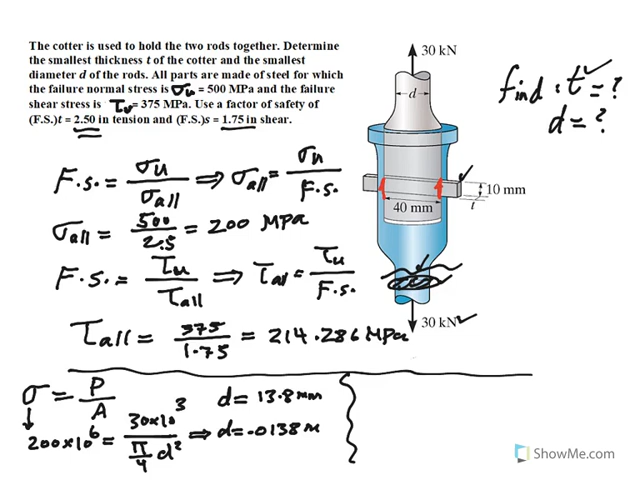 The cotter is used to hold the two rods together. Determine
the smallest thickness t of the cotter and the smallest
diameter d of the rods. All parts are made of steel for which
the failure normal stress is σu = 500 MPa and the failure
shear stress is τu = 375 MPa. Use a factor of safety of
(F.S.)t = 2.50 in tension and (F.S.)s = 1.75 in shear.
30 kN
d
10 mm
40 mm
t
30 kN
find : t = ?
d = ?
F.S. = σu / σall ⇒ σall = σu / F.S.
σall = 500 / 2.5 = 200 MPa
F.S. = τu / τall ⇒ τall = τu / F.S.
τall = 375 / 1.75 = 214.286 MPa
σ = P / A
d = 13.8 mm
200x10^6 = 30x10^3 / π/4 d^2 ⇒ d = .0138 M
ShowMe.com